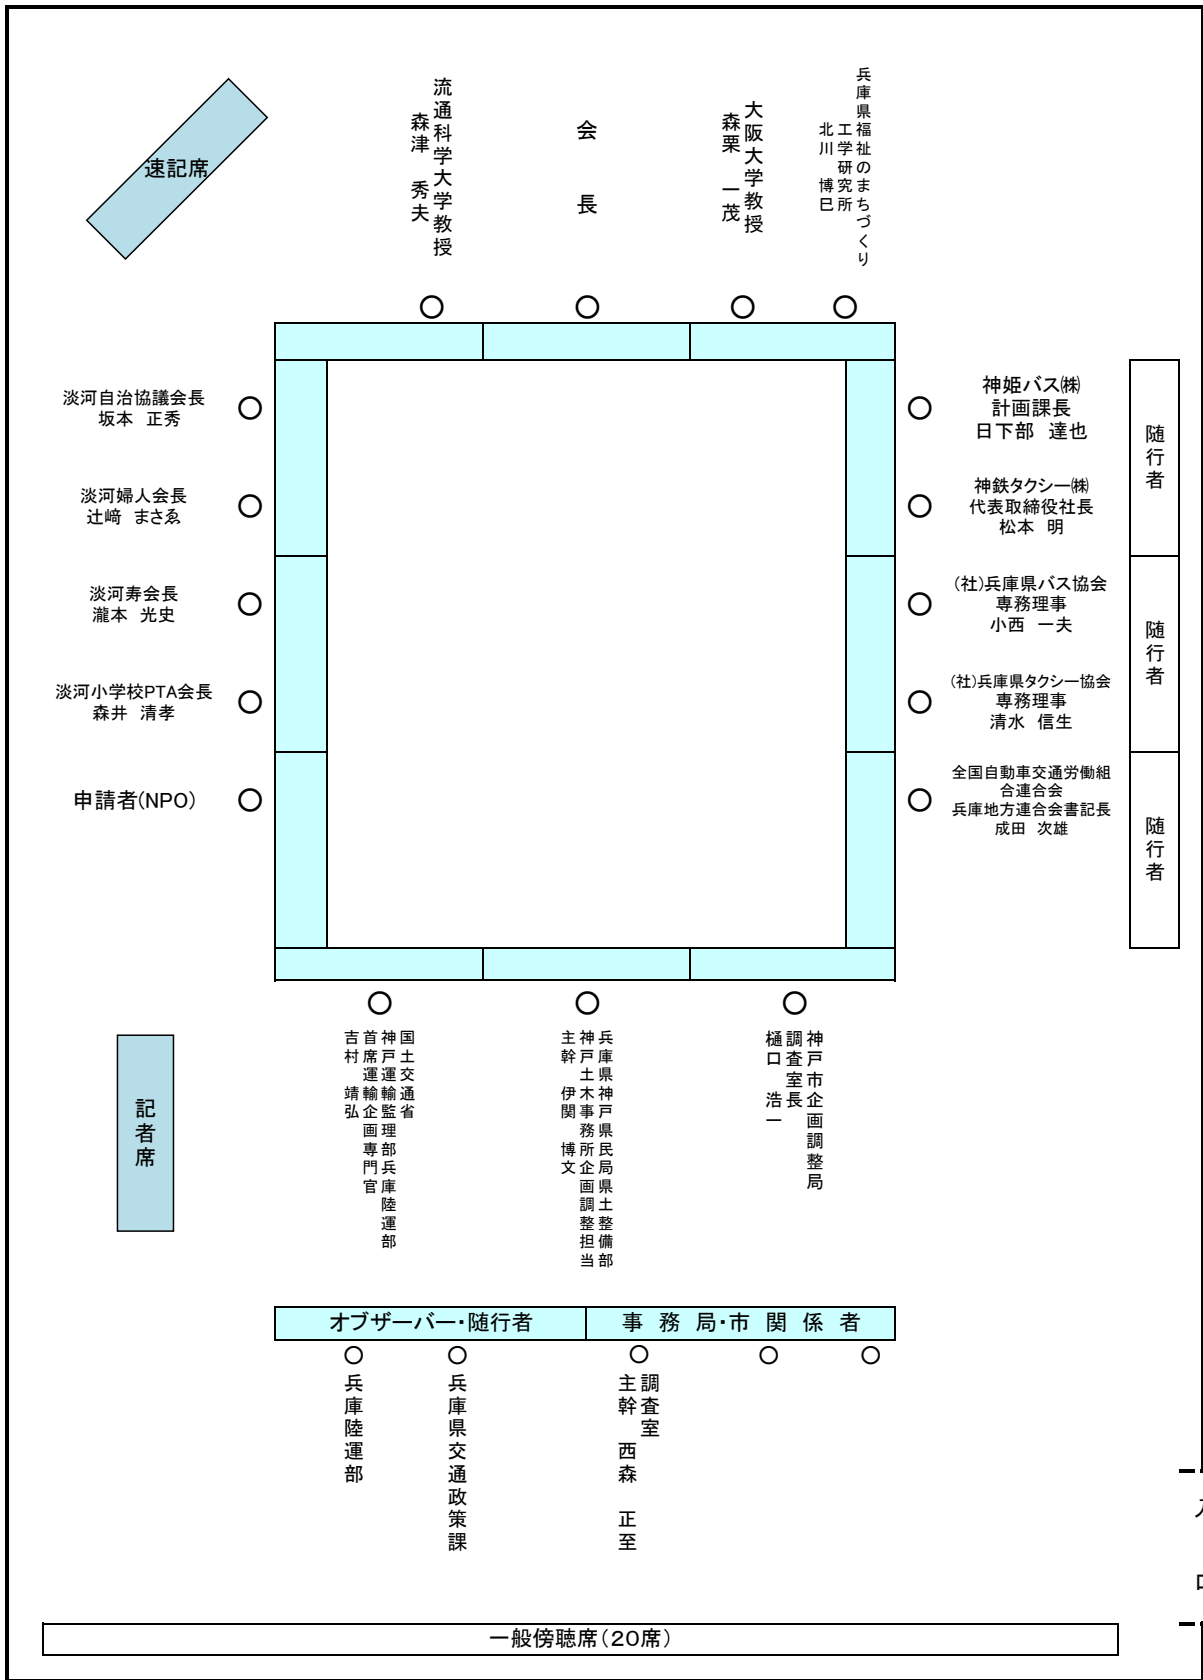 速記席
流通科学大学教授
森津 秀夫
会 長
大阪大学教授
森栗 一茂
兵庫県福祉のまちづくり
工学研究所
北川 博巳
淡河自治協議会長
坂本 正秀
淡河婦人会長
辻﨑 まさゑ
淡河寿会長
瀧本 光史
淡河小学校PTA会長
森井 清孝
申請者(NPO)
神姫バス㈱
計画課長
日下部 達也
神鉄タクシー㈱
代表取締役社長
松本 明
(社)兵庫県バス協会
専務理事
小西 一夫
(社)兵庫県タクシー協会
専務理事
清水 信生
全国自動車交通労働組
合連合会
兵庫地方連合会書記長
成田 次雄
随行者
随行者
随行者
記者席
国土交通省
神戸運輸監理部兵庫陸運部
首席運輸企画専門官
吉村 靖弘
兵庫県神戸県民局県土整備部
神戸土木事務所企画調整担当
主幹 伊関 博文
神戸市企画調整局
調査室長
樋口 浩一
オブザーバー・随行者
事 務 局・市 関 係 者
兵庫陸運部
兵庫県交通政策課
調査室
主幹 西森 正至
一般傍聴席(20席)